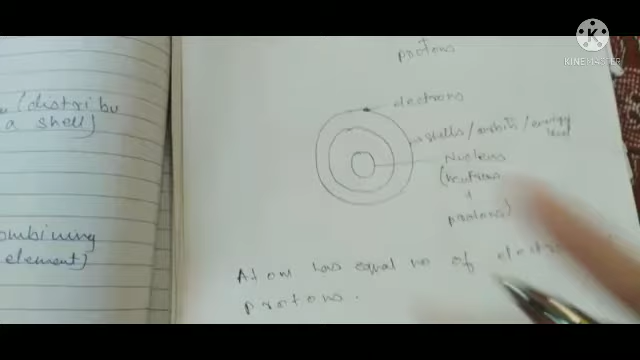 n (distribu
a shell)
ombining
element)
protons
electrons
shells/orbits/energy
level
Nucleus
(neutrons
+
protons)
Atom has equal no of electr
protons.
KINEMASTER